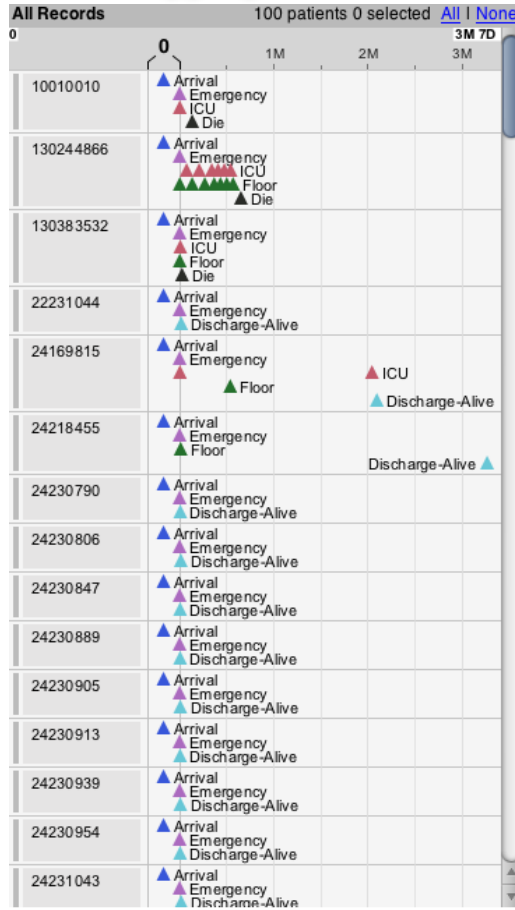 All Records 100 patients 0 selected All | None
0 3M 7D
0 1M 2M 3M
10010010 Arrival
Emergency
ICU
Die
130244866 Arrival
Emergency
ICU
Floor
Die
130383532 Arrival
Emergency
ICU
Floor
Die
22231044 Arrival
Emergency
Discharge-Alive
24169815 Arrival
Emergency
ICU
Floor
Discharge-Alive
24218455 Arrival
Emergency
Floor
Discharge-Alive
24230790 Arrival
Emergency
Discharge-Alive
24230806 Arrival
Emergency
Discharge-Alive
24230847 Arrival
Emergency
Discharge-Alive
24230889 Arrival
Emergency
Discharge-Alive
24230905 Arrival
Emergency
Discharge-Alive
24230913 Arrival
Emergency
Discharge-Alive
24230939 Arrival
Emergency
Discharge-Alive
24230954 Arrival
Emergency
Discharge-Alive
24231043 Arrival
Emergency
Discharge-Alive